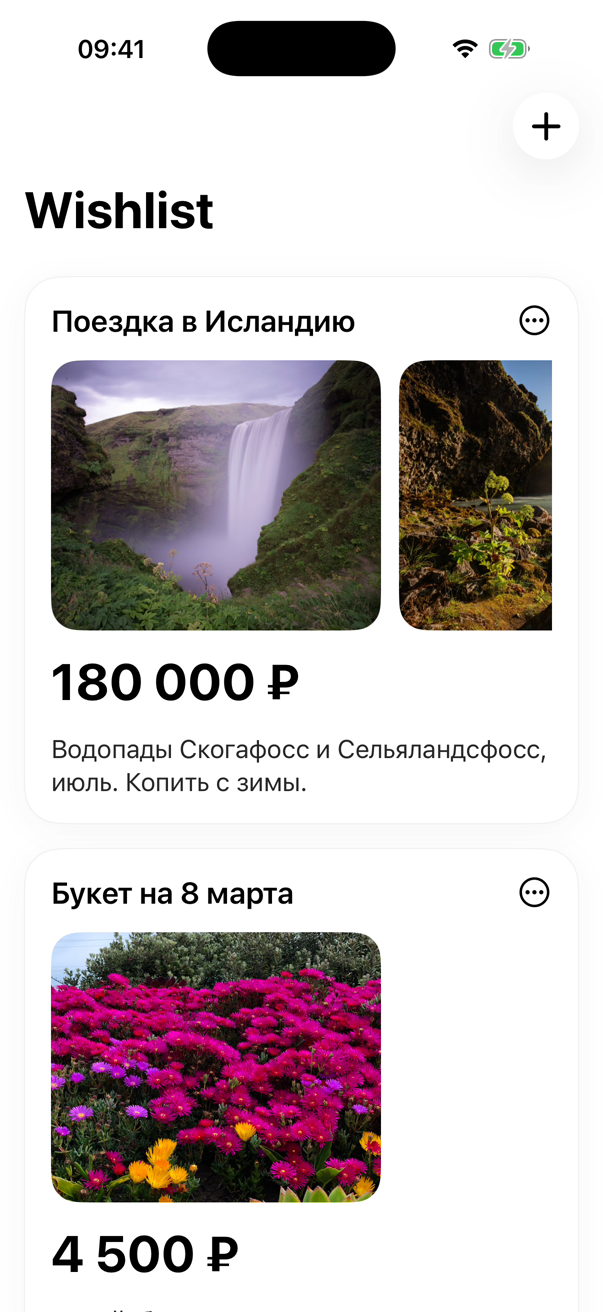 09:41
Wishlist
Поездка в Исландию
180 000 ₽
Водопады Скогафосс и Сельяландсфосс,
июль. Копить с зимы.
Букет на 8 марта
4 500 ₽